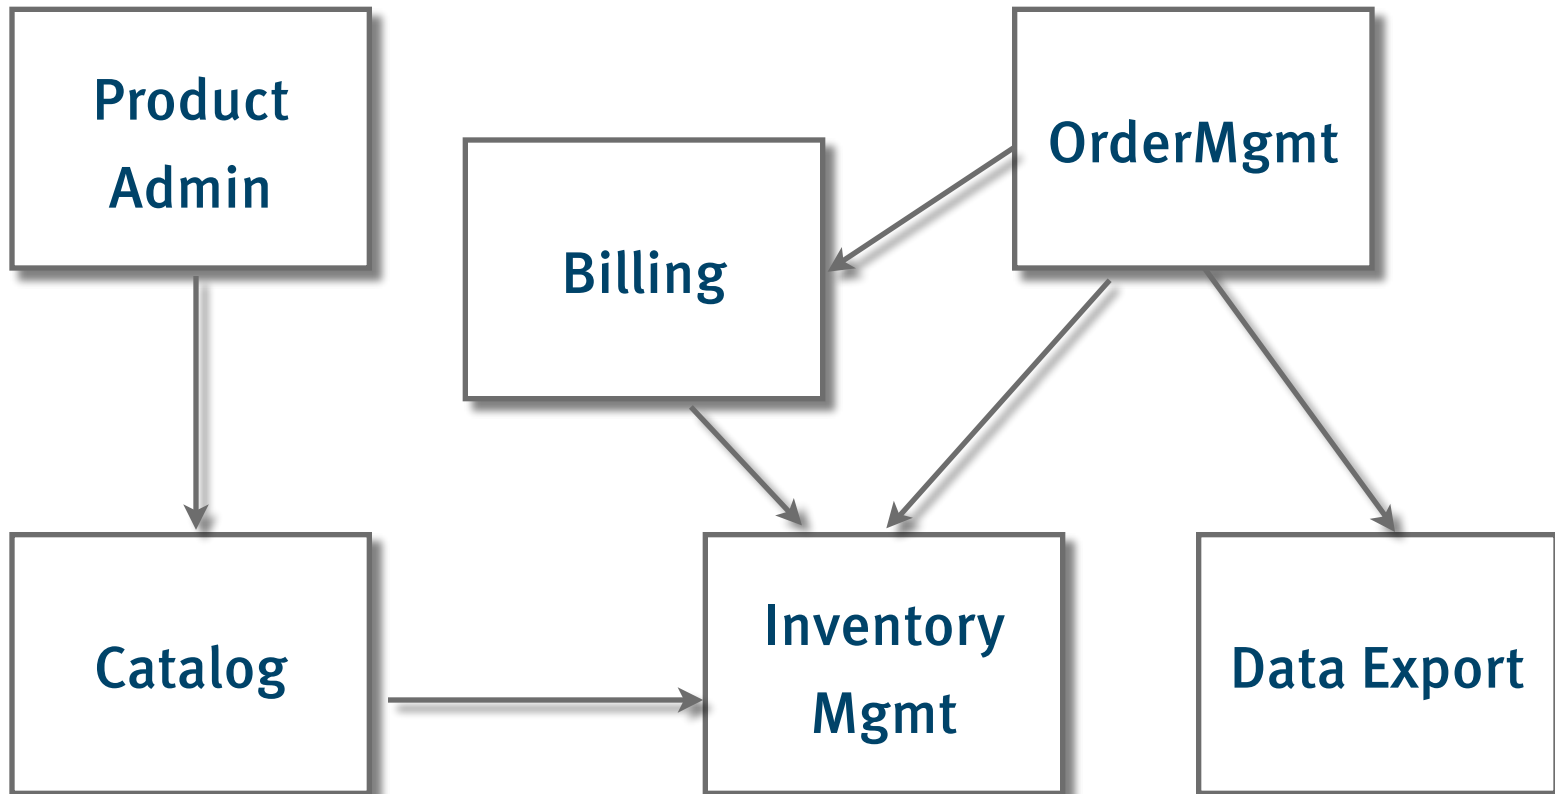 Product
Admin
OrderMgmt
Billing
Catalog
Inventory
Mgmt
Data Export